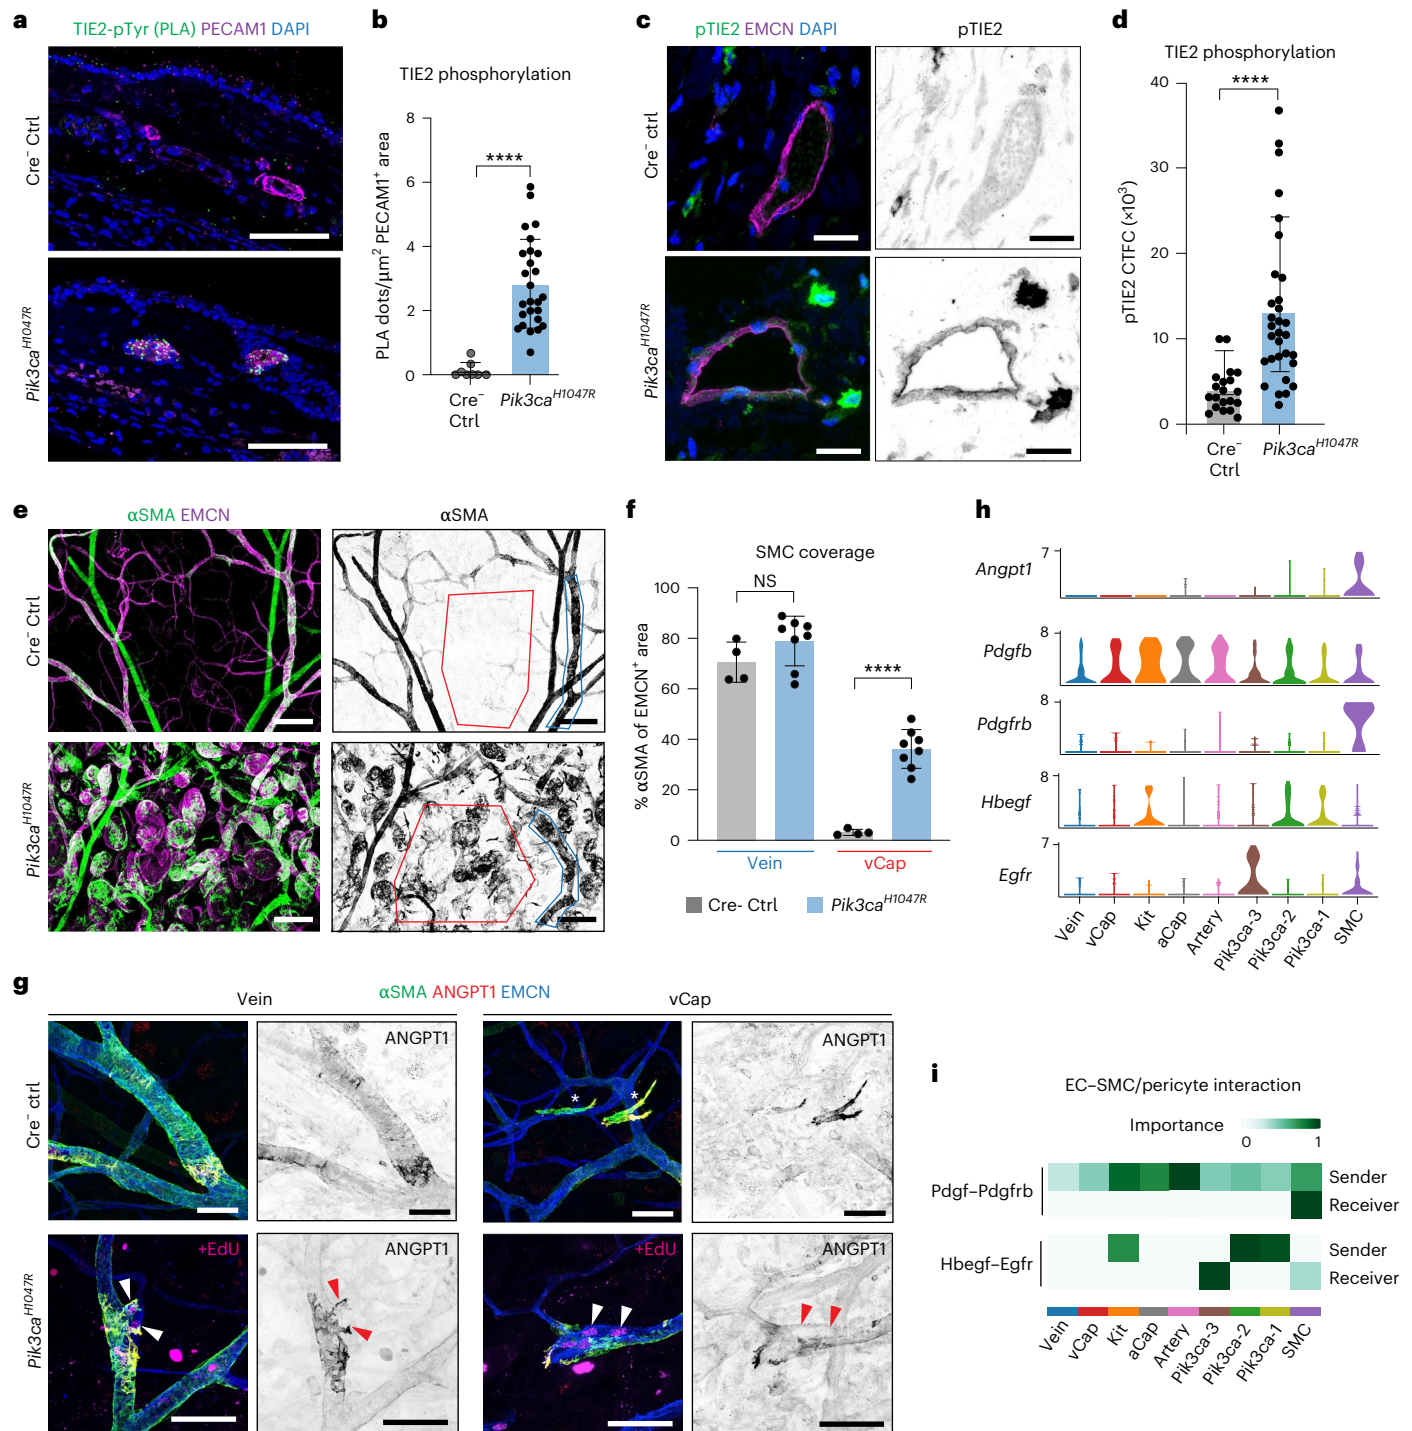 a
TIE2-pTyr (PLA) PECAM1 DAPI
Cre⁻ Ctrl
Pik3ca^H1047R
b
TIE2 phosphorylation
PLA dots/μm² PECAM1⁺ area
8
6
4
2
0
****
Cre⁻ Ctrl
Pik3ca^H1047R
c
pTIE2 EMCN DAPI
pTIE2
Cre⁻ ctrl
Pik3ca^H1047R
d
TIE2 phosphorylation
pTIE2 CTFC (×10³)
40
30
20
10
0
****
Cre⁻ Ctrl
Pik3ca^H1047R
e
αSMA EMCN
αSMA
Cre⁻ Ctrl
Pik3ca^H1047R
f
SMC coverage
% αSMA of EMCN⁺ area
100
80
60
40
20
0
NS
****
Vein
vCap
Cre- Ctrl
Pik3ca^H1047R
h
Angpt1
7
Pdgfb
8
Pdgfrb
8
Hbegf
8
Egfr
7
Vein
vCap
Kit
aCap
Artery
Pik3ca-3
Pik3ca-2
Pik3ca-1
SMC
g
αSMA ANGPT1 EMCN
Vein
vCap
Cre⁻ ctrl
ANGPT1
*
*
ANGPT1
Pik3ca^H1047R
+EdU
ANGPT1
+EdU
ANGPT1
i
EC–SMC/pericyte interaction
Importance
0
1
Pdgf–Pdgfrb
Sender
Receiver
Hbegf–Egfr
Sender
Receiver
Vein
vCap
Kit
aCap
Artery
Pik3ca-3
Pik3ca-2
Pik3ca-1
SMC